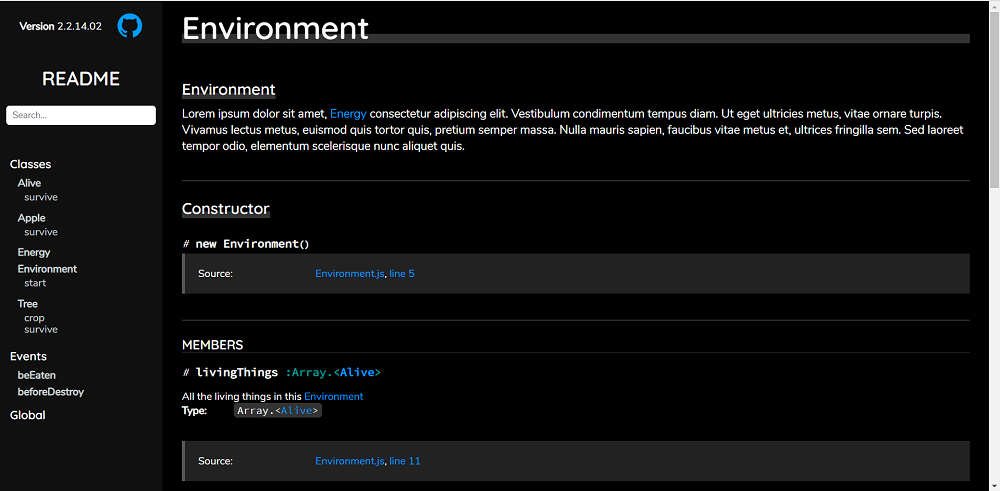 Version 2.2.14.02
README
Search...
Classes
Alive
survive
Apple
survive
Energy
Environment
start
Tree
crop
survive
Events
beEaten
beforeDestroy
Global
Environment
Environment
Lorem ipsum dolor sit amet, Energy consectetur adipiscing elit. Vestibulum condimentum tempus diam. Ut eget ultricies metus, vitae ornare turpis.
Vivamus lectus metus, euismod quis tortor quis, pretium semper massa. Nulla mauris sapien, faucibus vitae metus et, ultrices fringilla sem. Sed laoreet
tempor odio, elementum scelerisque nunc aliquet quis.
Constructor
# new Environment()
Source: Environment.js, line 5
MEMBERS
# livingThings :Array.<Alive>
All the living things in this Environment
Type: Array.<Alive>
Source: Environment.js, line 11